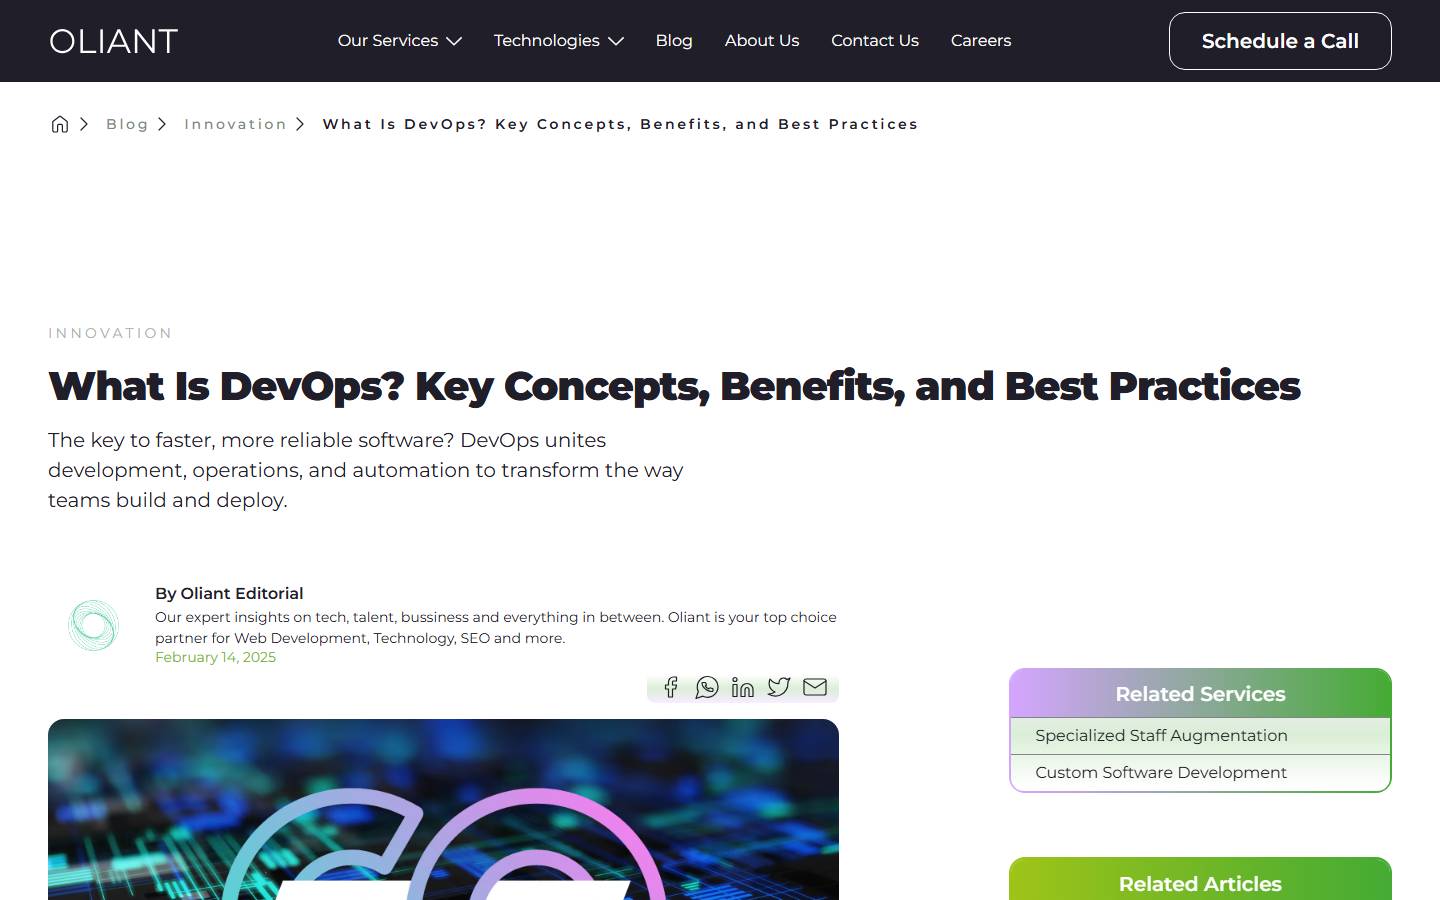 OLIANT
Our Services
Technologies
Blog
About Us
Contact Us
Careers
Schedule a Call
Blog
Innovation
What Is DevOps? Key Concepts, Benefits, and Best Practices
INNOVATION
What Is DevOps? Key Concepts, Benefits, and Best Practices
The key to faster, more reliable software? DevOps unites
development, operations, and automation to transform the way
teams build and deploy.
By Oliant Editorial
Our expert insights on tech, talent, bussiness and everything in between. Oliant is your top choice
partner for Web Development, Technology, SEO and more.
February 14, 2025
Related Services
Specialized Staff Augmentation
Custom Software Development
Related Articles